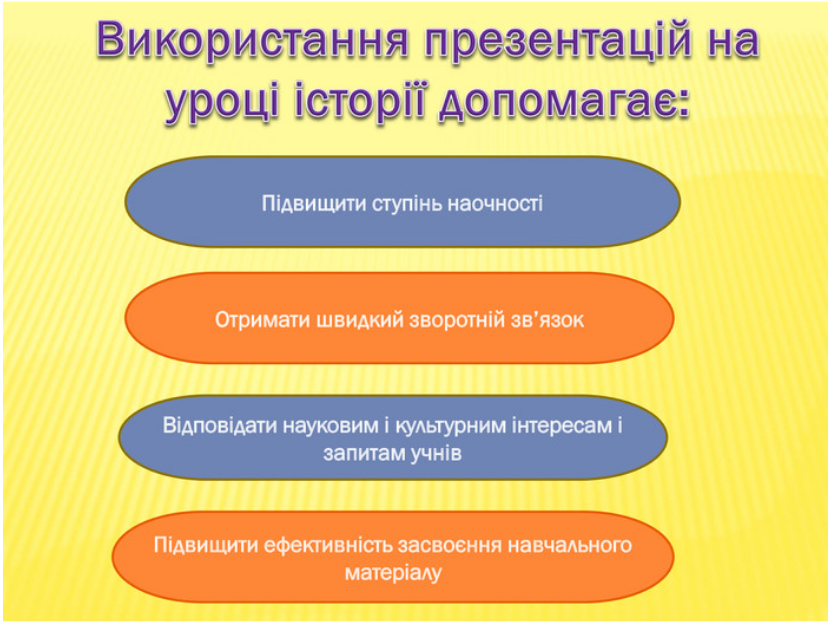 Використання презентацій на
уроці історії допомагає:
Підвищити ступінь наочності
Отримати швидкий зворотній зв’язок
Відповідати науковим і культурним інтересам і
запитам учнів
Підвищити ефективність засвоєння навчального
матеріалу